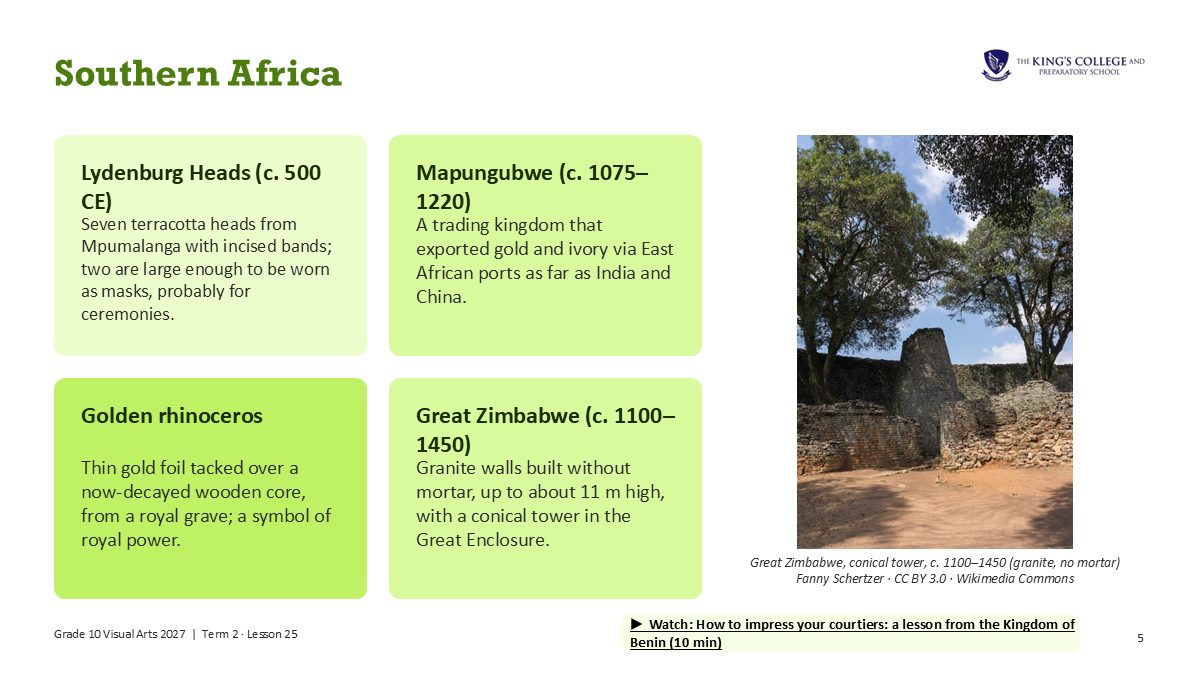 Southern Africa
THE KING'S COLLEGE AND
PREPARATORY SCHOOL
Lydenburg Heads (c. 500
CE)
Seven terracotta heads from
Mpumalanga with incised bands;
two are large enough to be worn
as masks, probably for
ceremonies.
Mapungubwe (c. 1075–
1220)
A trading kingdom that
exported gold and ivory via East
African ports as far as India and
China.
Golden rhinoceros
Thin gold foil tacked over a
now-decayed wooden core,
from a royal grave; a symbol of
royal power.
Great Zimbabwe (c. 1100–
1450)
Granite walls built without
mortar, up to about 11 m high,
with a conical tower in the
Great Enclosure.
Great Zimbabwe, conical tower, c. 1100–1450 (granite, no mortar)
Fanny Schertzer · CC BY 3.0 · Wikimedia Commons
Grade 10 Visual Arts 2027 | Term 2 · Lesson 25
▶ Watch: How to impress your courtiers: a lesson from the Kingdom of
Benin (10 min)
5